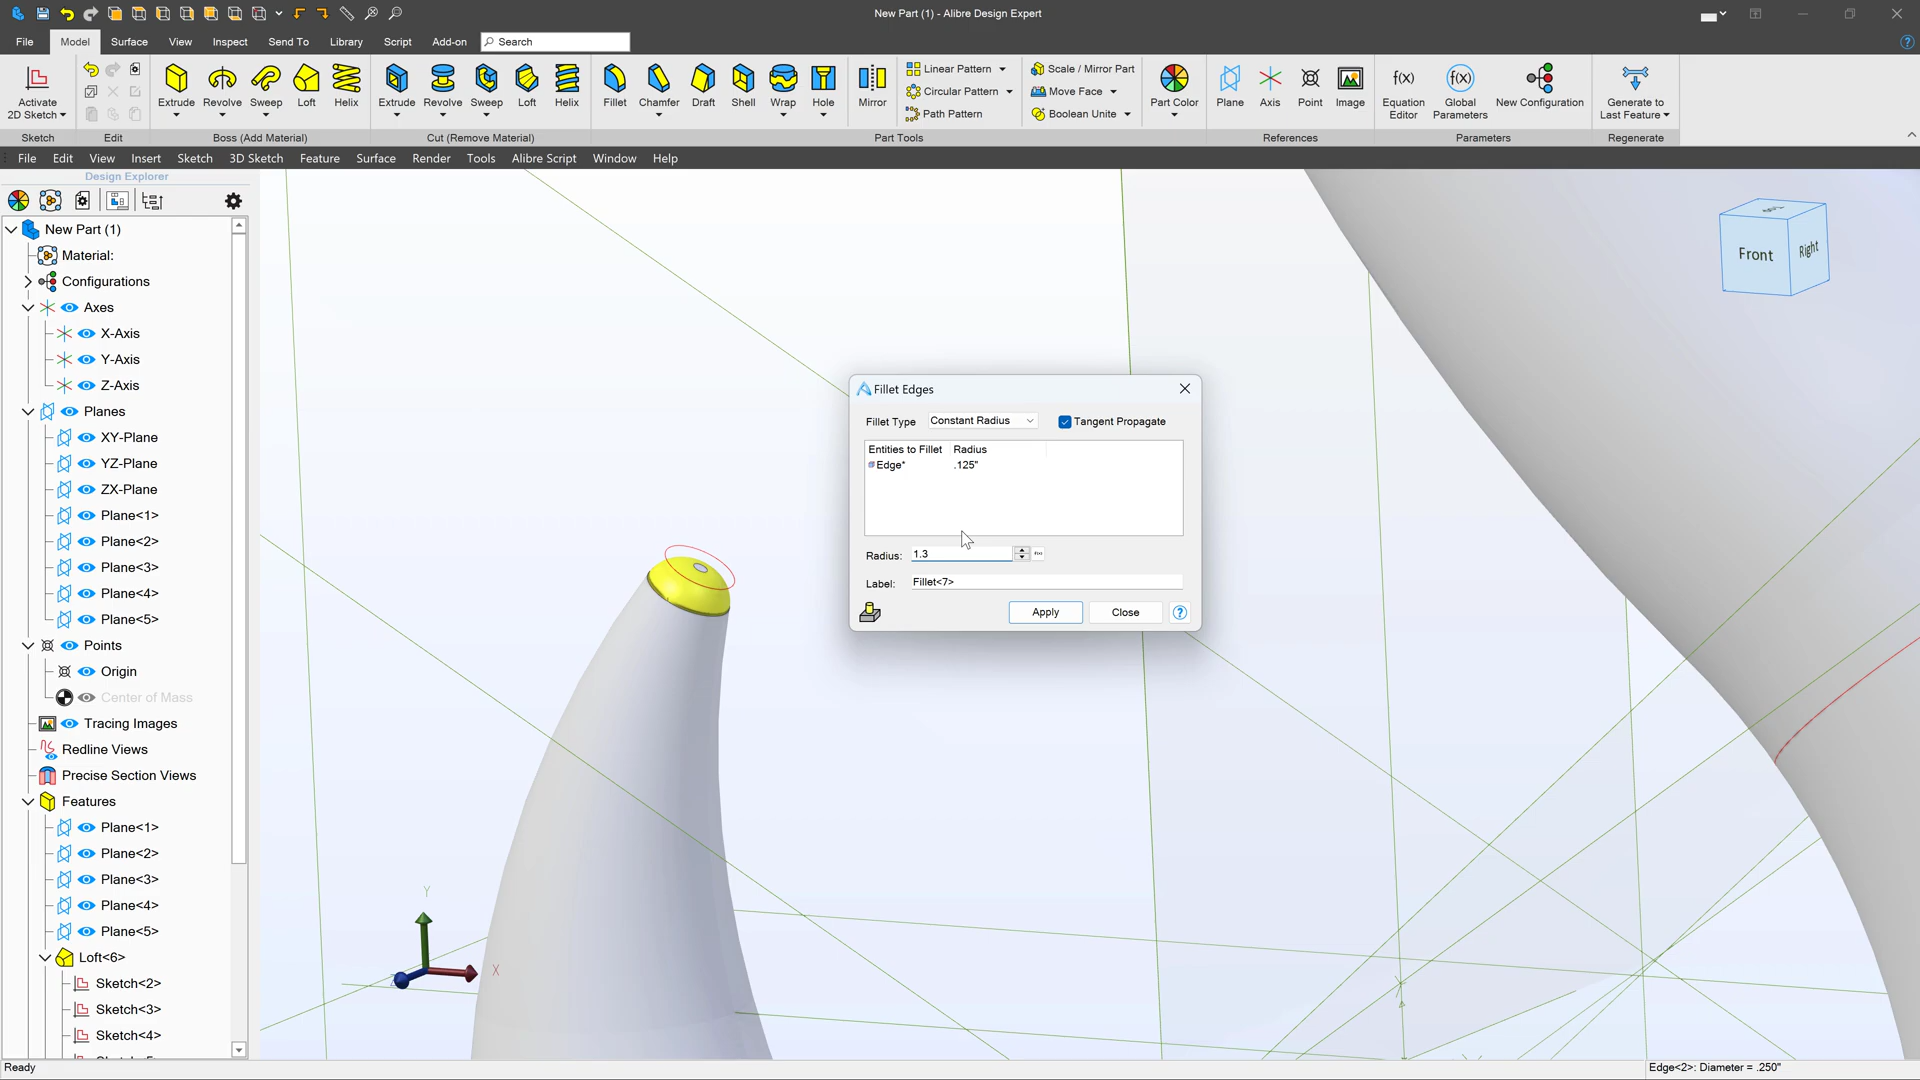 New Part (1) - Alibre Design Expert
File Model Surface View Inspect Send To Library Script Add-on Search
Activate
2D Sketch
Extrude Revolve Sweep Loft Helix
Extrude Revolve Sweep Loft Helix
Fillet Chamfer Draft Shell Wrap Hole
Mirror
Linear Pattern
Circular Pattern
Path Pattern
Scale / Mirror Part
Move Face
Boolean Unite
Part Color
Plane Axis Point Image
Equation
Editor
Global
Parameters
New Configuration
Generate to
Last Feature
Sketch Edit Boss (Add Material) Cut (Remove Material) Part Tools References Parameters Regenerate
File Edit View Insert Sketch 3D Sketch Feature Surface Render Tools Alibre Script Window Help
Design Explorer
New Part (1)
Material:
Configurations
Axes
X-Axis
Y-Axis
Z-Axis
Planes
XY-Plane
YZ-Plane
ZX-Plane
Plane<1>
Plane<2>
Plane<3>
Plane<4>
Plane<5>
Points
Origin
Center of Mass
Tracing Images
Redline Views
Precise Section Views
Features
Plane<1>
Plane<2>
Plane<3>
Plane<4>
Plane<5>
Loft<6>
Sketch<2>
Sketch<3>
Sketch<4>
Top
Front
Right
Fillet Edges
Fillet Type Constant Radius Tangent Propagate
Entities to Fillet Radius
Edge* .125"
Radius: 1.3
Label: Fillet<7>
Apply Close
Y
X
Ready
Edge<2>: Diameter = .250"